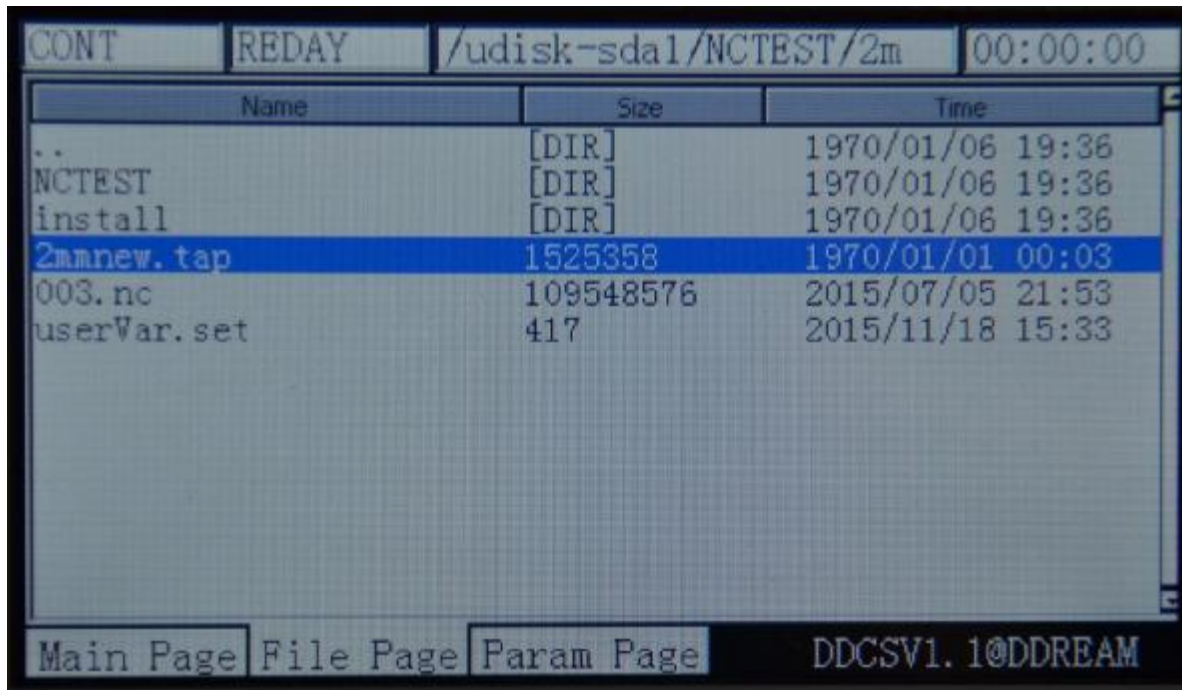 CONT REDAY /udisk-sda1/NCTEST/2m 00:00:00
Name Size Time
.. [DIR] 1970/01/06 19:36
NCTEST [DIR] 1970/01/06 19:36
install [DIR] 1970/01/06 19:36
2mmnew.tap 1525358 1970/01/01 00:03
003.nc 109548576 2015/07/05 21:53
userVar.set 417 2015/11/18 15:33
Main Page File Page Param Page DDCSV1.1@DDREAM